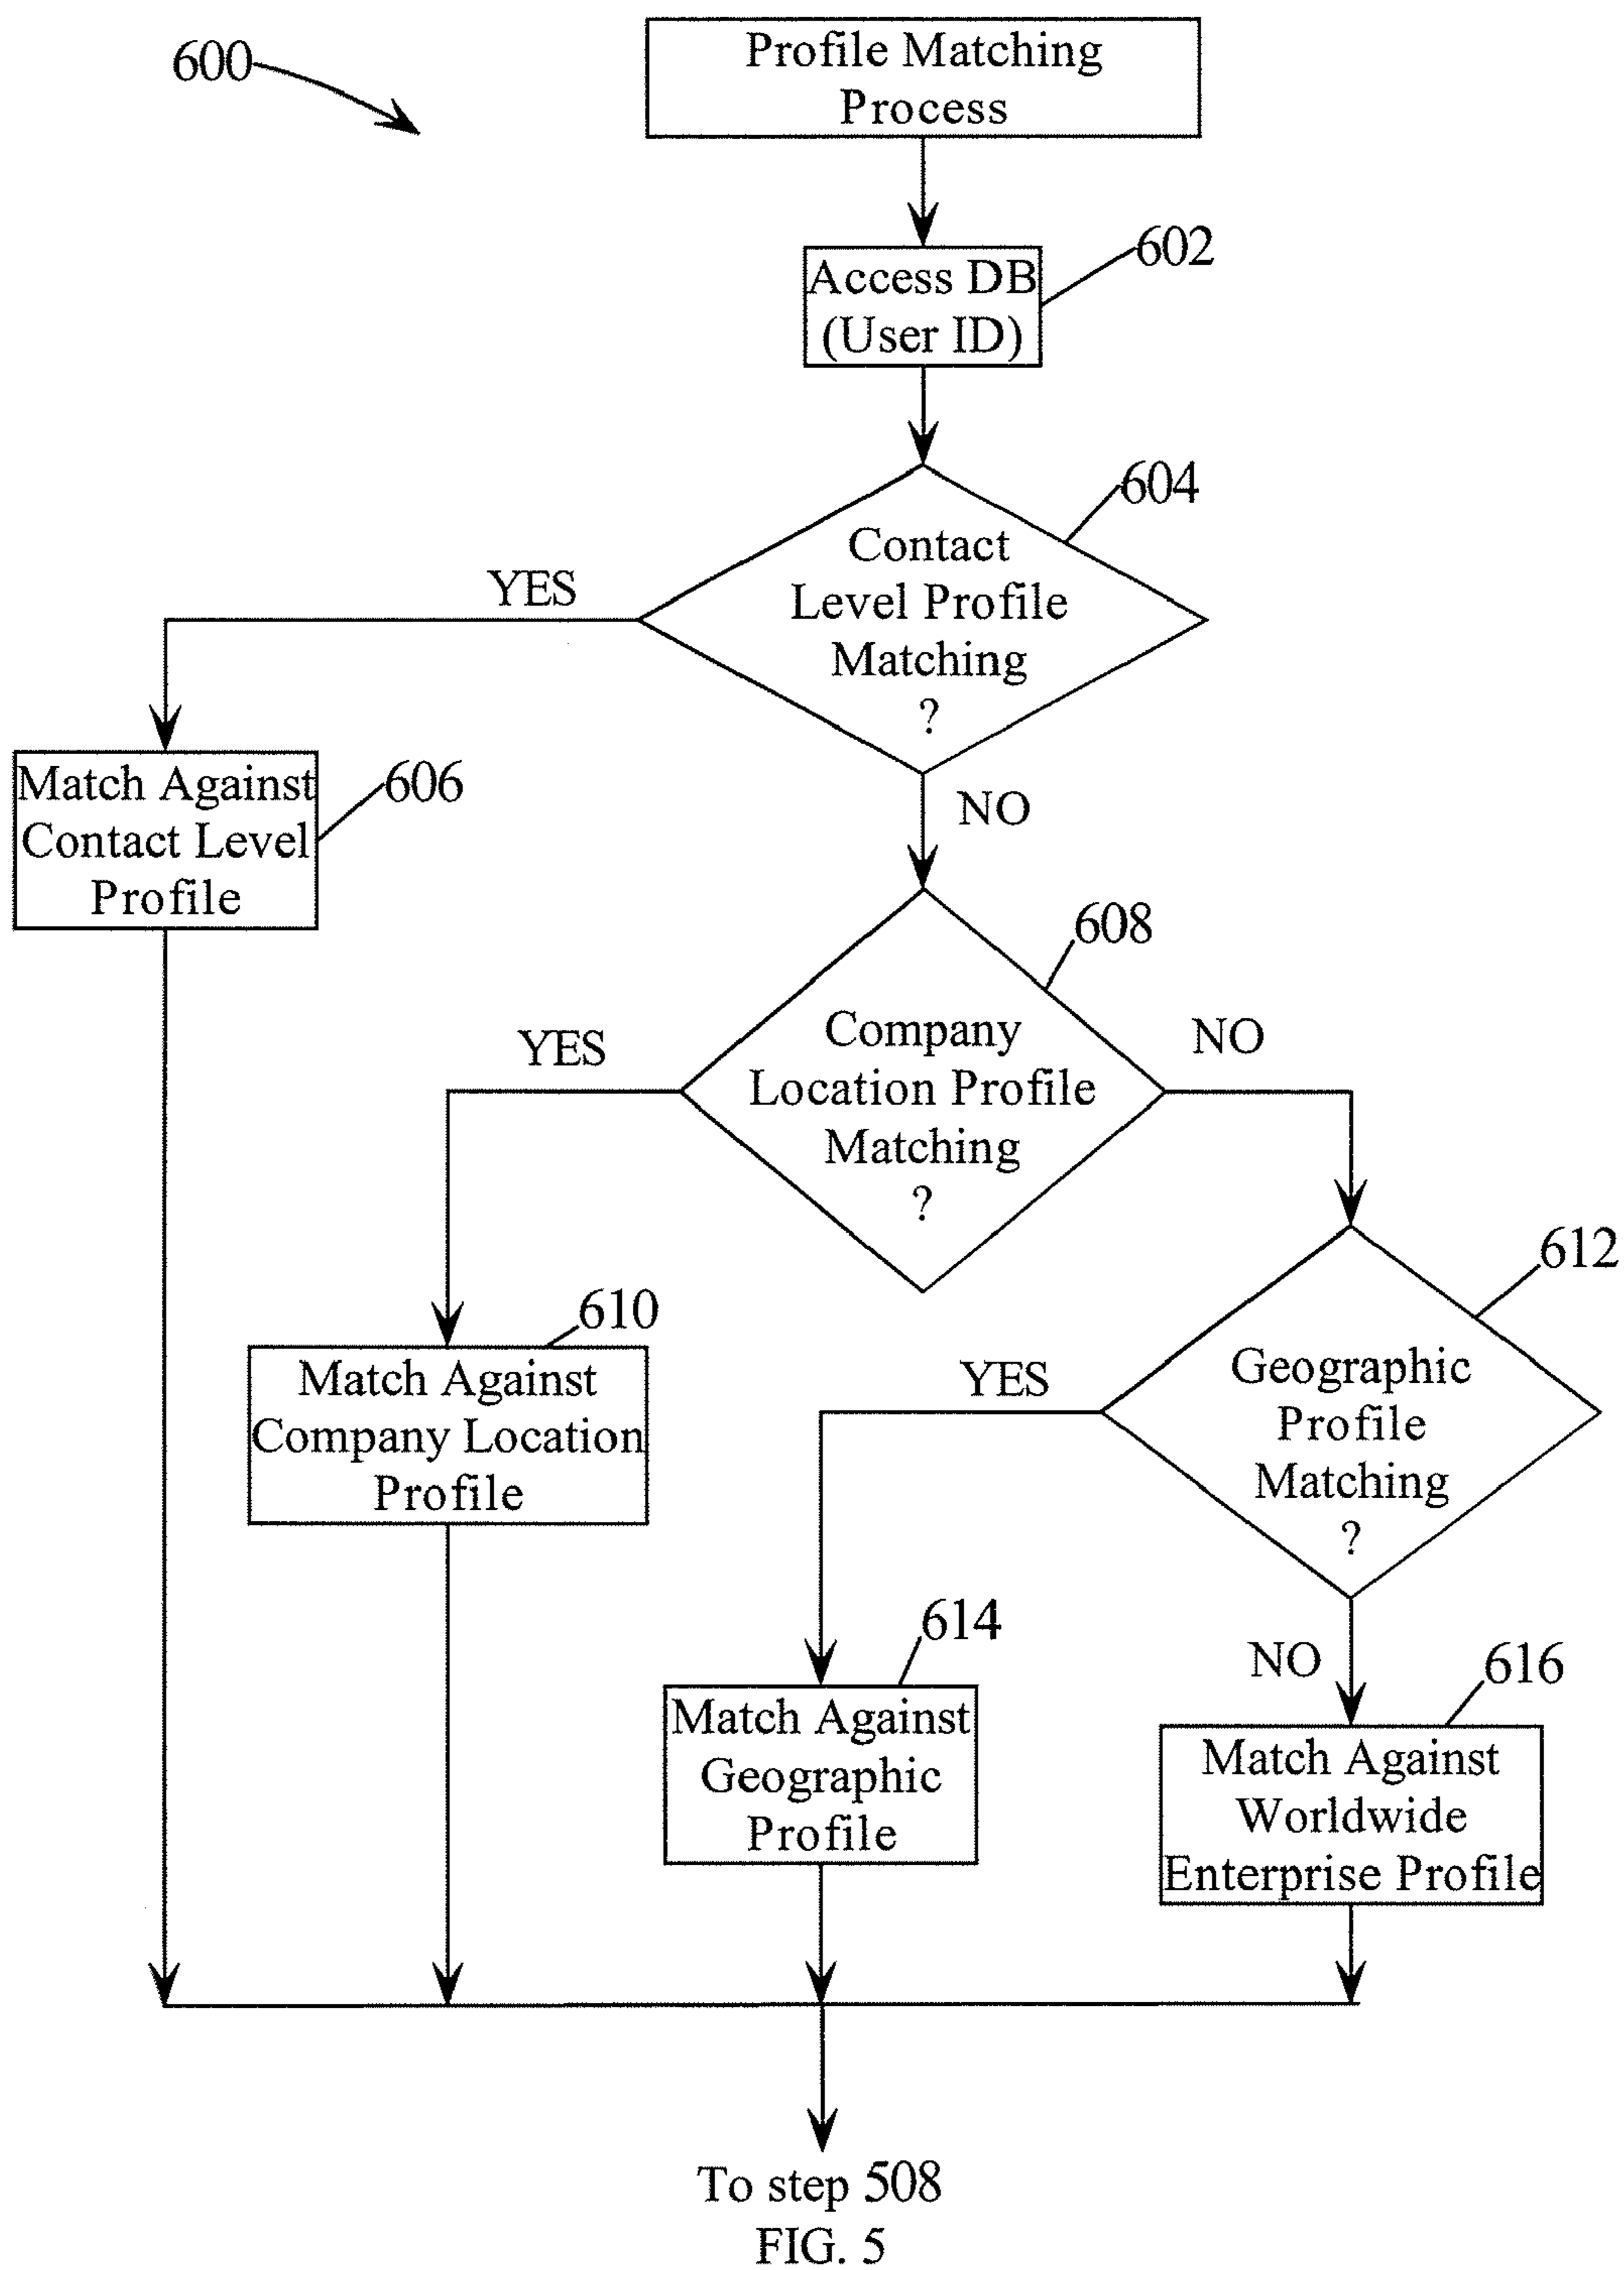 600
Profile Matching
Process
602
Access DB
(User ID)
604
Contact
Level Profile
Matching
?
YES
NO
606
Match Against
Contact Level
Profile
608
Company
Location Profile
Matching
?
YES
NO
610
Match Against
Company Location
Profile
612
Geographic
Profile
Matching
?
YES
NO
614
Match Against
Geographic
Profile
616
Match Against
Worldwide
Enterprise Profile
To step 508
FIG. 5